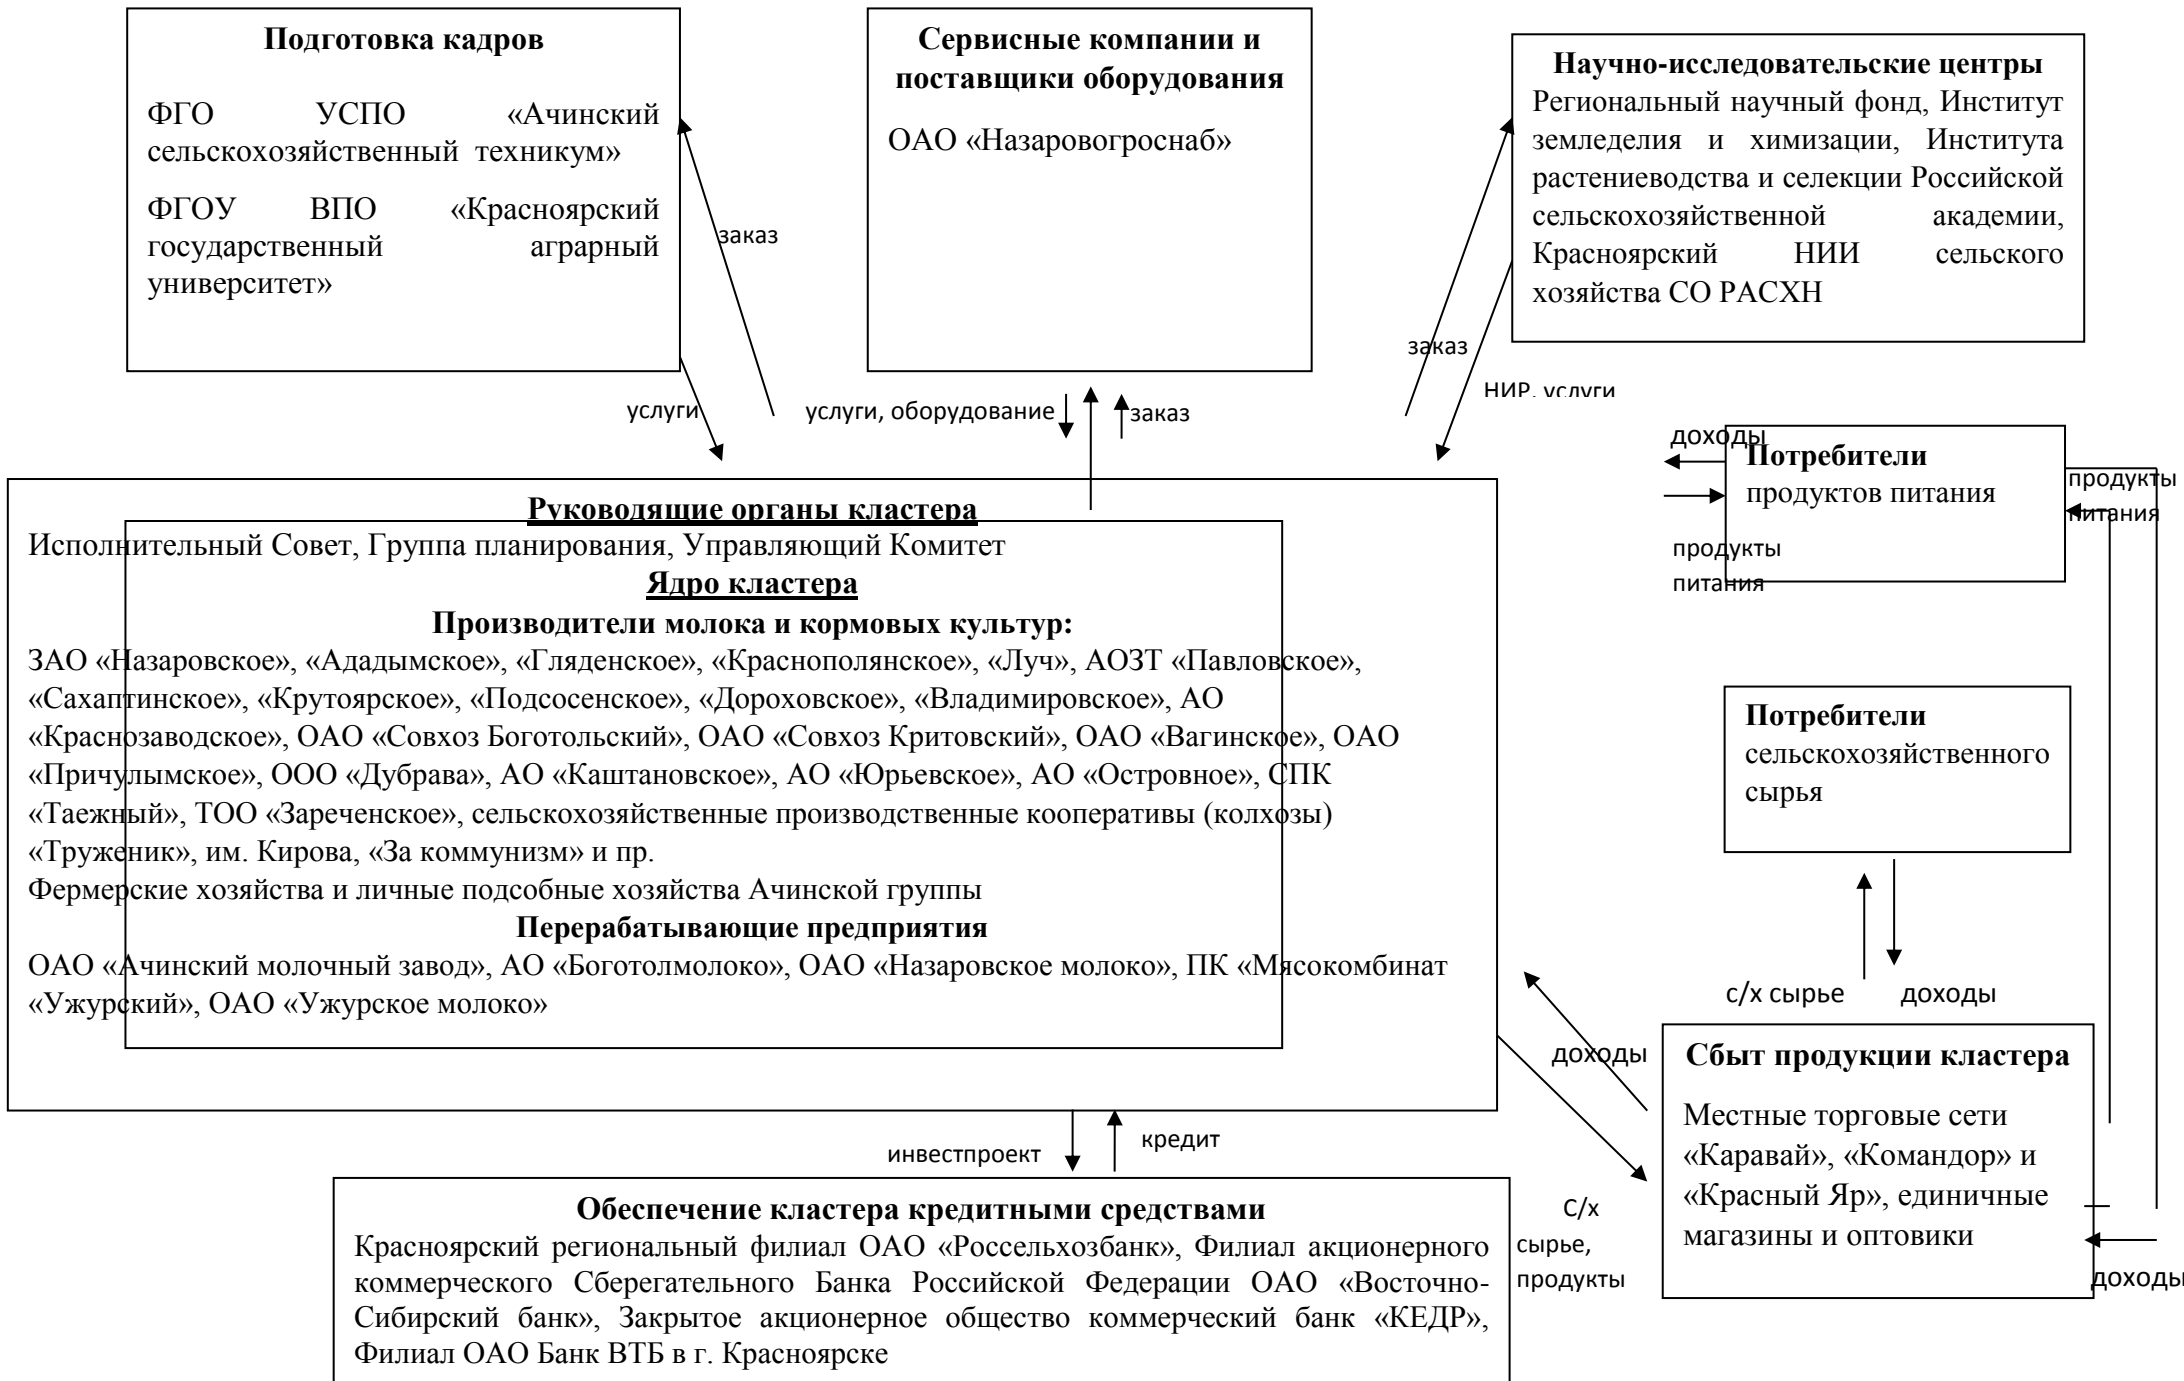 Подготовка кадров
ФГО УСПО «Ачинский
сельскохозяйственный техникум»
ФГОУ ВПО «Красноярский
государственный аграрный
университет»
Сервисные компании и
поставщики оборудования
ОАО «Назаровогроснаб»
Научно-исследовательские центры
Региональный научный фонд, Институт
земледелия и химизации, Института
растениеводства и селекции Российской
сельскохозяйственной академии,
Красноярский НИИ сельского
хозяйства СО РАСХН
заказ
услуги
услуги, оборудование
заказ
заказ
НИР, услуги
доходы
Потребители
продуктов питания
продукты
питания
продукты
питания
Руководящие органы кластера
Исполнительный Совет, Группа планирования, Управляющий Комитет
Ядро кластера
Производители молока и кормовых культур:
ЗАО «Назаровское», «Ададымское», «Гляденское», «Краснополянское», «Луч», АОЗТ «Павловское»,
«Сахаптинское», «Крутоярское», «Подсосенское», «Дороховское», «Владимировское», АО
«Краснозаводское», ОАО «Совхоз Боготольский», ОАО «Совхоз Критовский», ОАО «Вагинское», ОАО
«Причулымское», ООО «Дубрава», АО «Каштановское», АО «Юрьевское», АО «Островное», СПК
«Таежный», ТОО «Зареченское», сельскохозяйственные производственные кооперативы (колхозы)
«Труженик», им. Кирова, «За коммунизм» и пр.
Фермерские хозяйства и личные подсобные хозяйства Ачинской группы
Перерабатывающие предприятия
ОАО «Ачинский молочный завод», АО «Боготолмолоко», ОАО «Назаровское молоко», ПК «Мясокомбинат
«Ужурский», ОАО «Ужурское молоко»
Потребители
сельскохозяйственного
сырья
с/х сырье
доходы
доходы
Сбыт продукции кластера
Местные торговые сети
«Каравай», «Командор» и
«Красный Яр», единичные
магазины и оптовики
доходы
инвестпроект
кредит
С/х
сырье,
продукты
Обеспечение кластера кредитными средствами
Красноярский региональный филиал ОАО «Россельхозбанк», Филиал акционерного
коммерческого Сберегательного Банка Российской Федерации ОАО «Восточно-
Сибирский банк», Закрытое акционерное общество коммерческий банк «КЕДР»,
Филиал ОАО Банк ВТБ в г. Красноярске